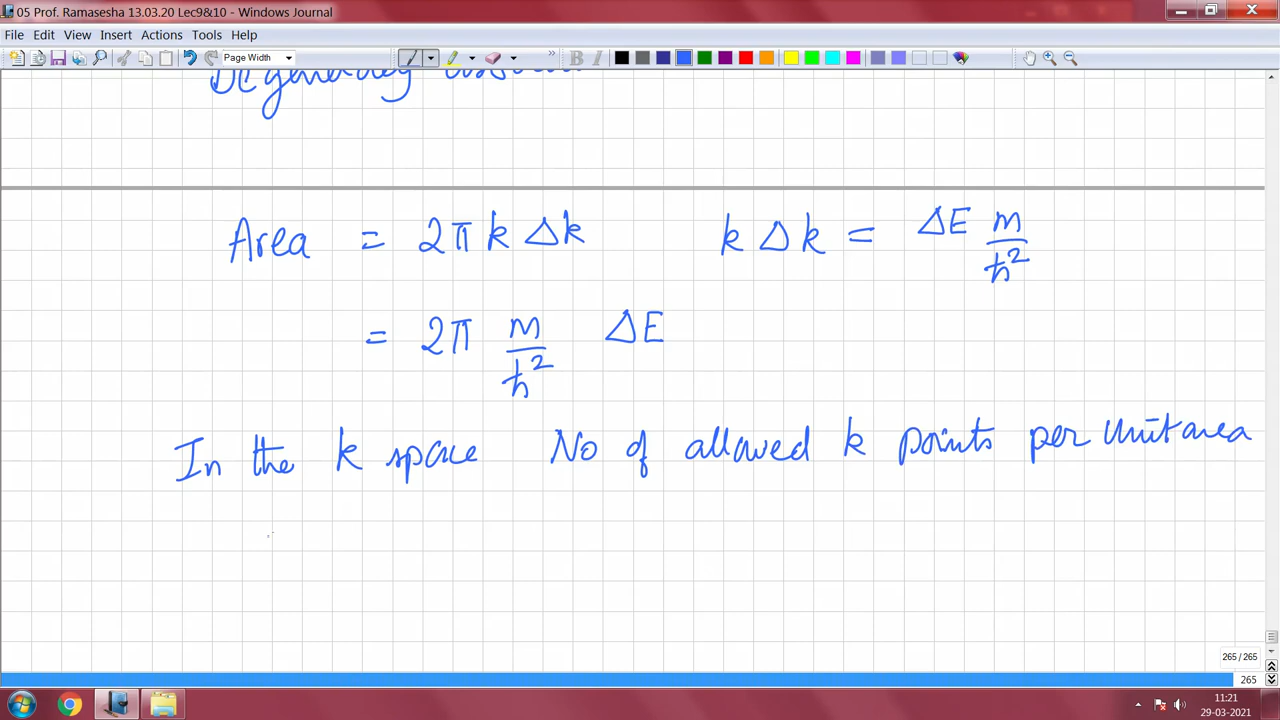 05 Prof. Ramasesha 13.03.20 Lec9&10 - Windows Journal
File Edit View Insert Actions Tools Help
Page Width
Degeneracy
Area = 2π k Δk k Δk = ΔE m/ħ²
= 2π m/ħ² ΔE
In the k space No of allowed k points per Unit area
265 / 265
265
11:21
29-03-2021